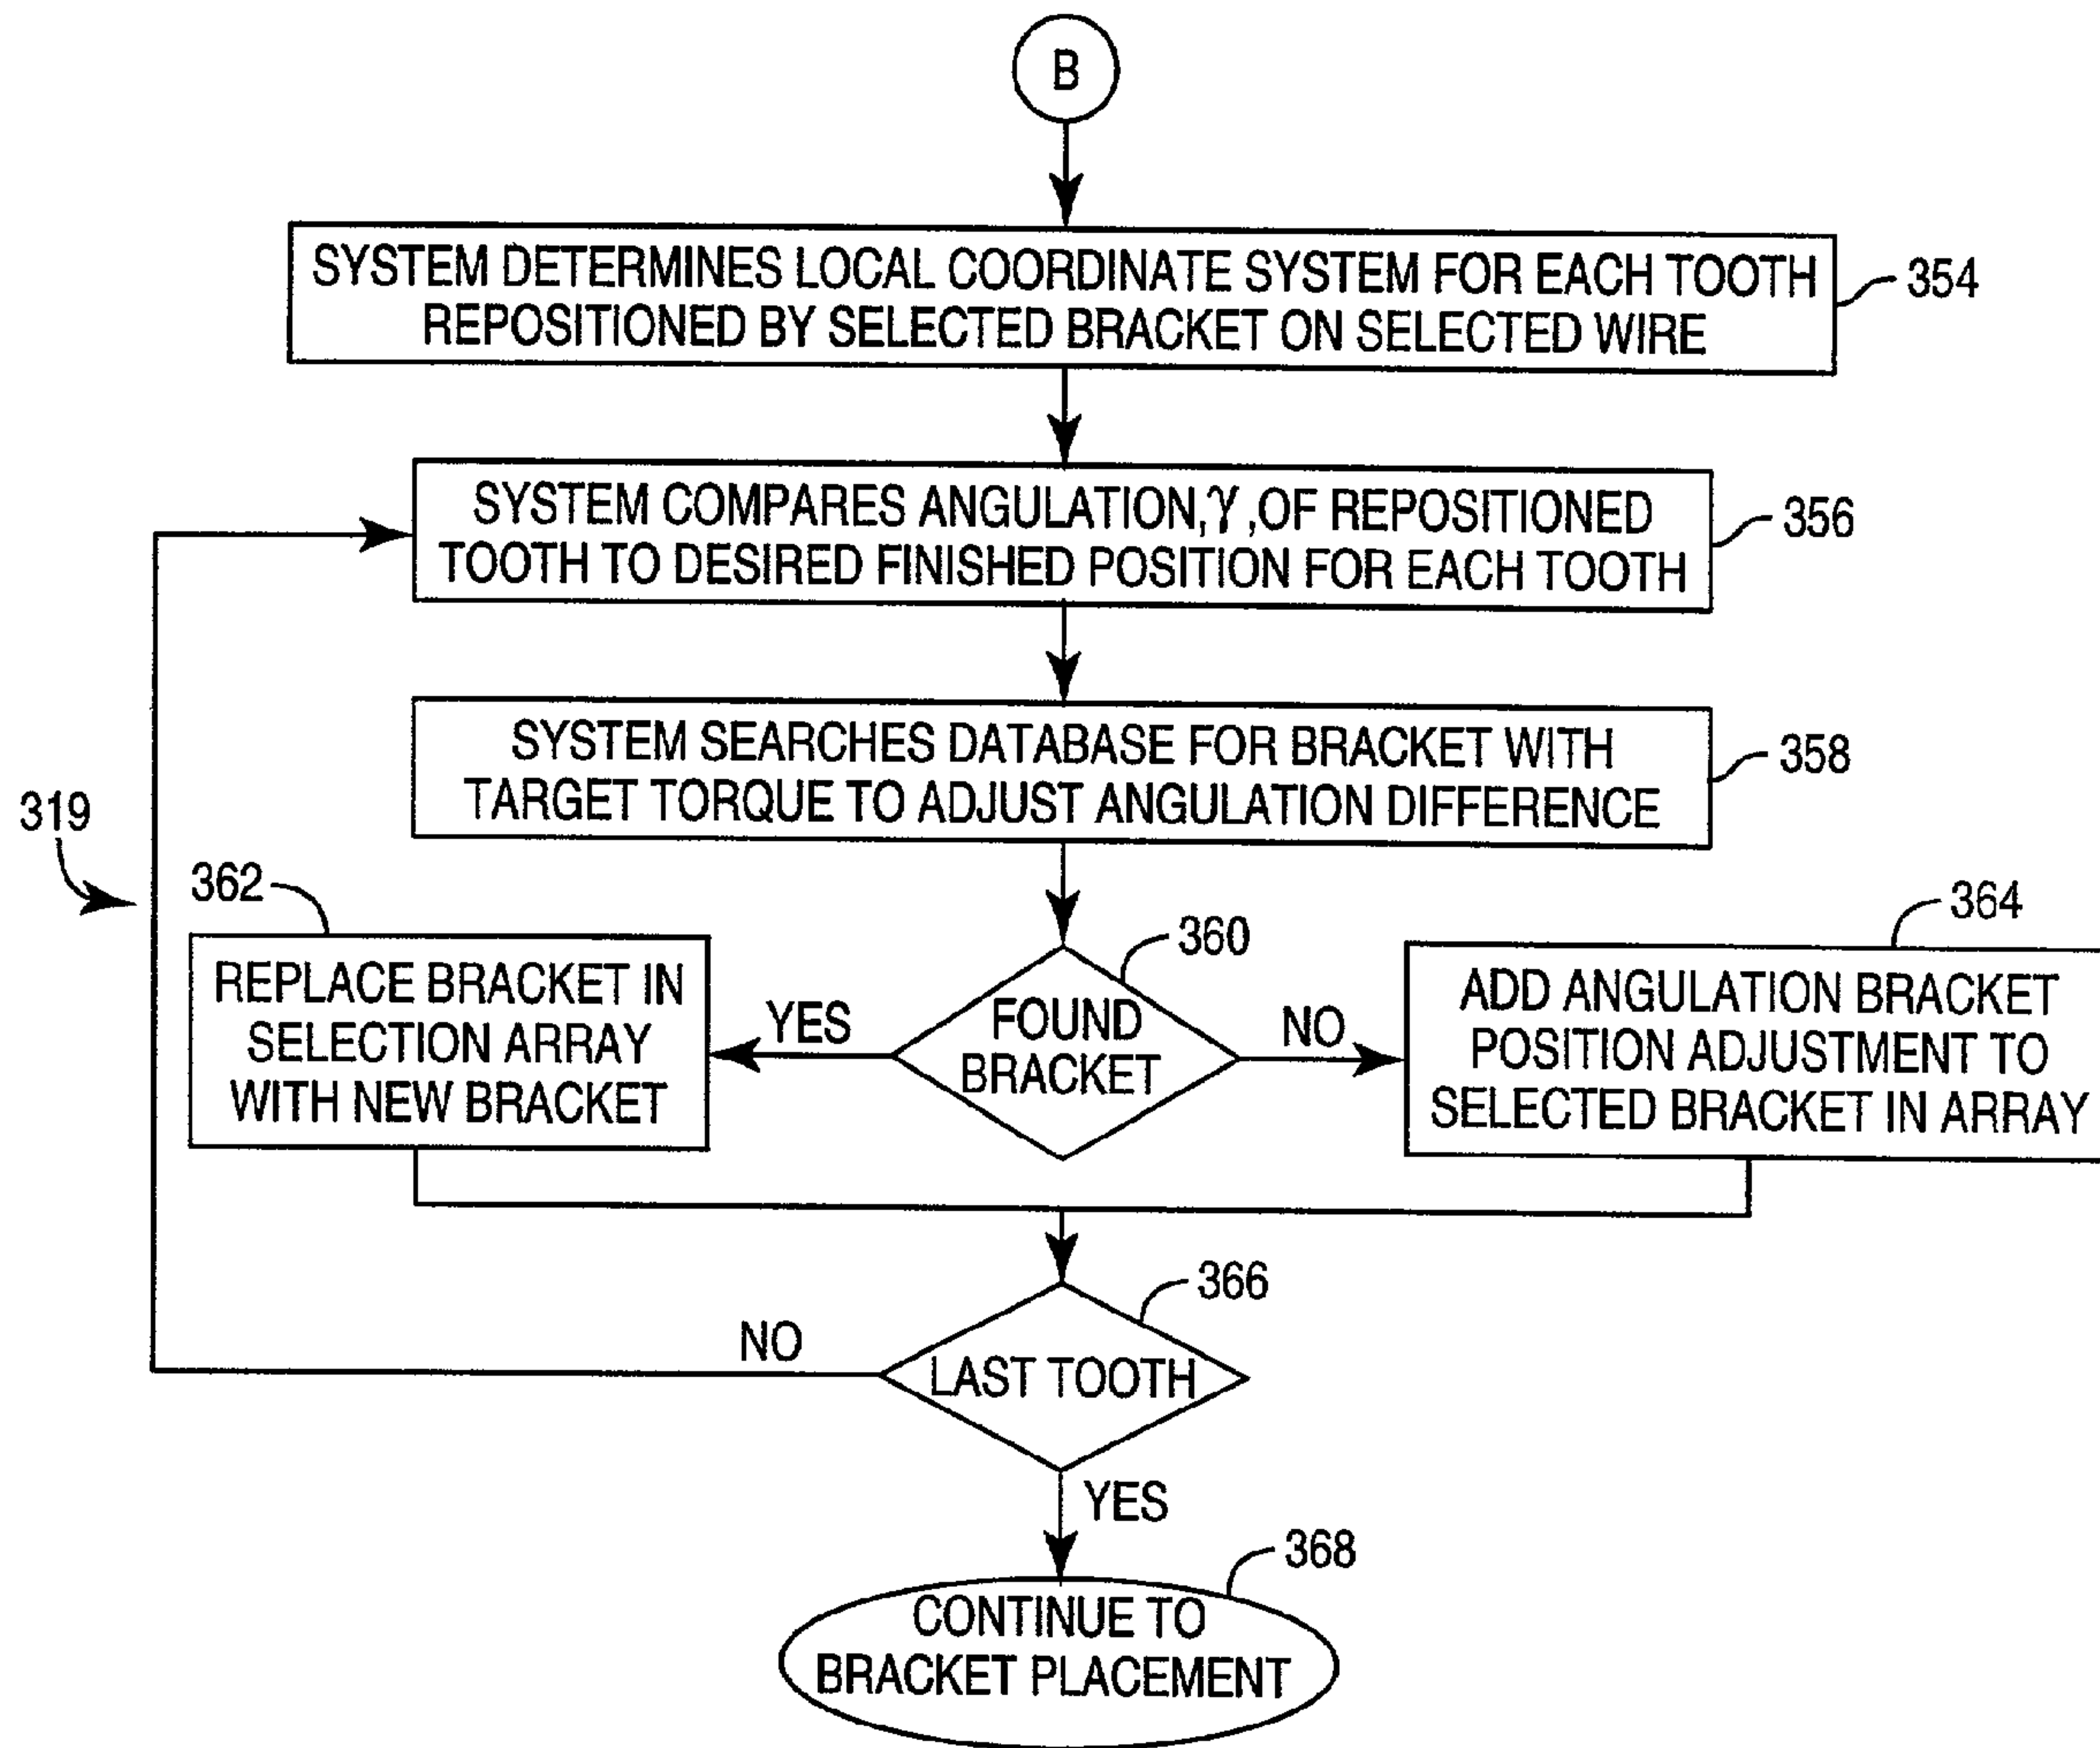 B
SYSTEM DETERMINES LOCAL COORDINATE SYSTEM FOR EACH TOOTH
REPOSITIONED BY SELECTED BRACKET ON SELECTED WIRE
354
SYSTEM COMPARES ANGULATION,γ,OF REPOSITIONED
TOOTH TO DESIRED FINISHED POSITION FOR EACH TOOTH
356
SYSTEM SEARCHES DATABASE FOR BRACKET WITH
TARGET TORQUE TO ADJUST ANGULATION DIFFERENCE
358
319
362
REPLACE BRACKET IN
SELECTION ARRAY
WITH NEW BRACKET
YES
360
FOUND
BRACKET
NO
364
ADD ANGULATION BRACKET
POSITION ADJUSTMENT TO
SELECTED BRACKET IN ARRAY
366
NO
LAST TOOTH
YES
368
CONTINUE TO
BRACKET PLACEMENT